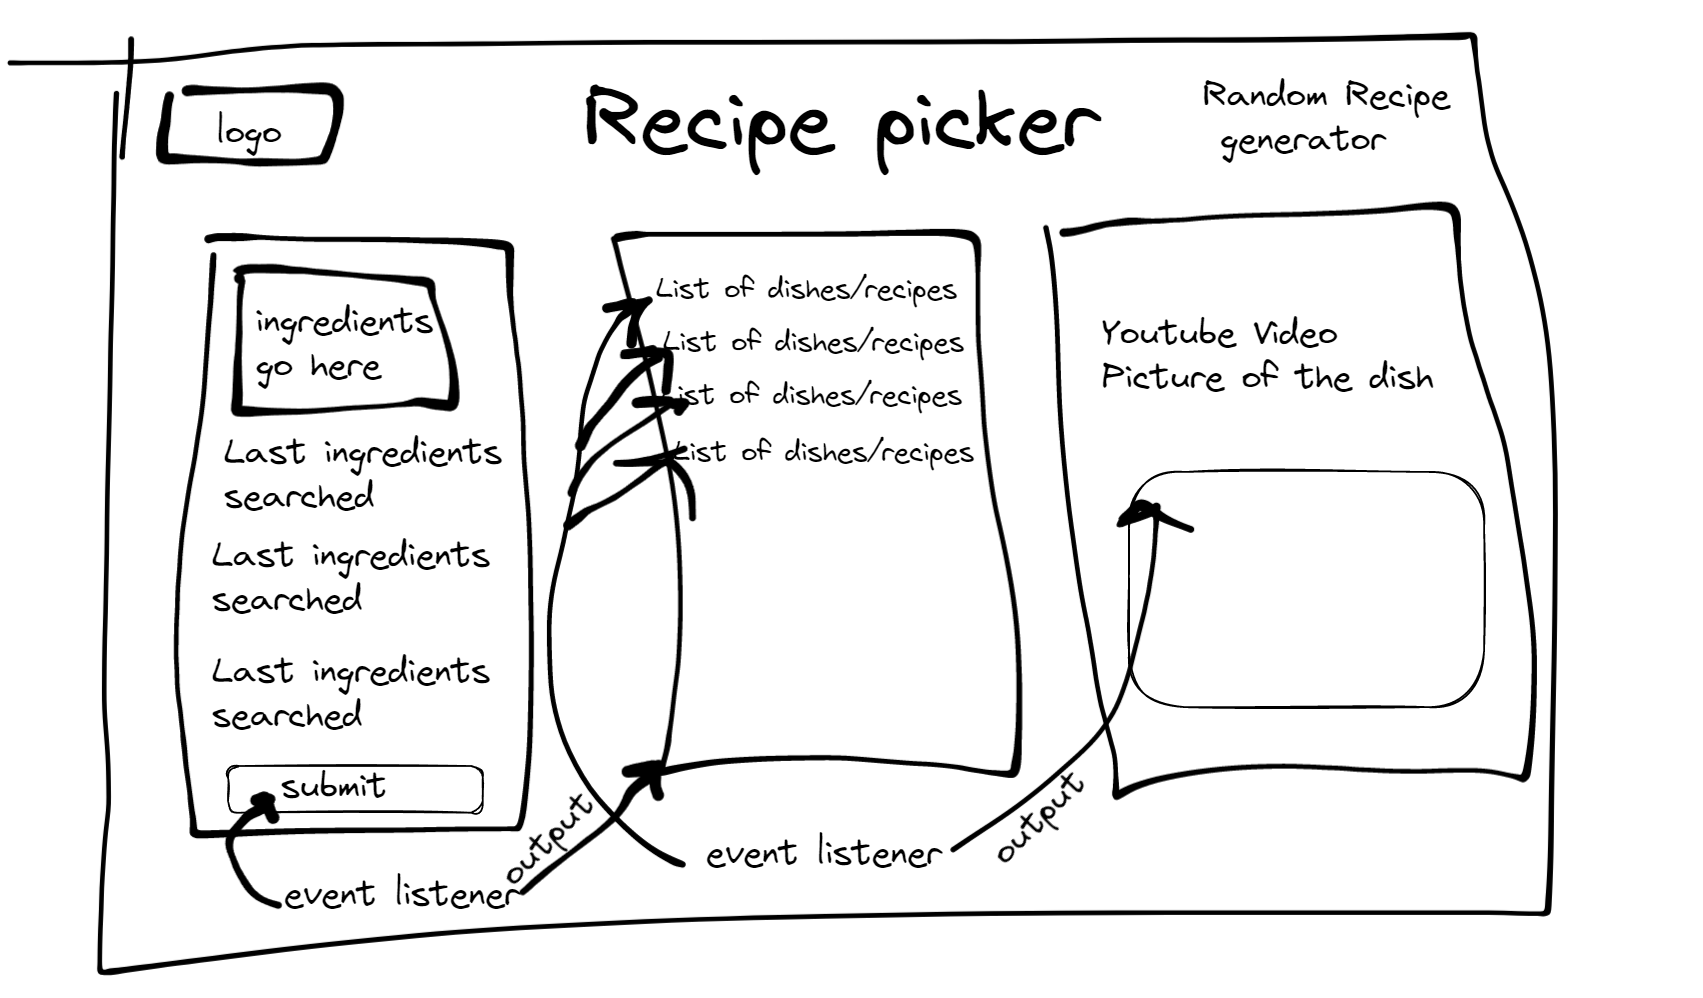 logo
Recipe picker
Random Recipe
generator
ingredients
go here
Last ingredients
searched
Last ingredients
searched
Last ingredients
searched
submit
event listener
output
List of dishes/recipes
List of dishes/recipes
List of dishes/recipes
List of dishes/recipes
event listener
output
Youtube Video
Picture of the dish